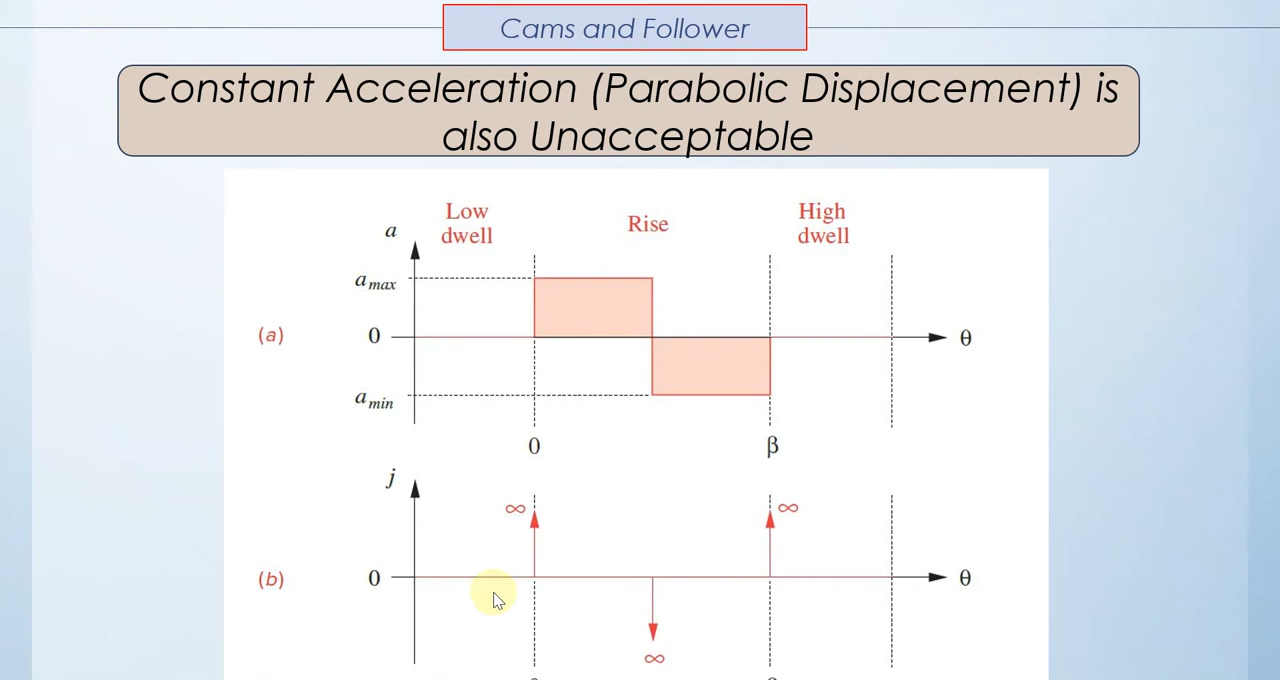 Cams and Follower
Constant Acceleration (Parabolic Displacement) is
also Unacceptable
Low
dwell
Rise
High
dwell
a
a max
(a)
0
θ
a min
0
β
j
∞
∞
(b)
0
θ
∞